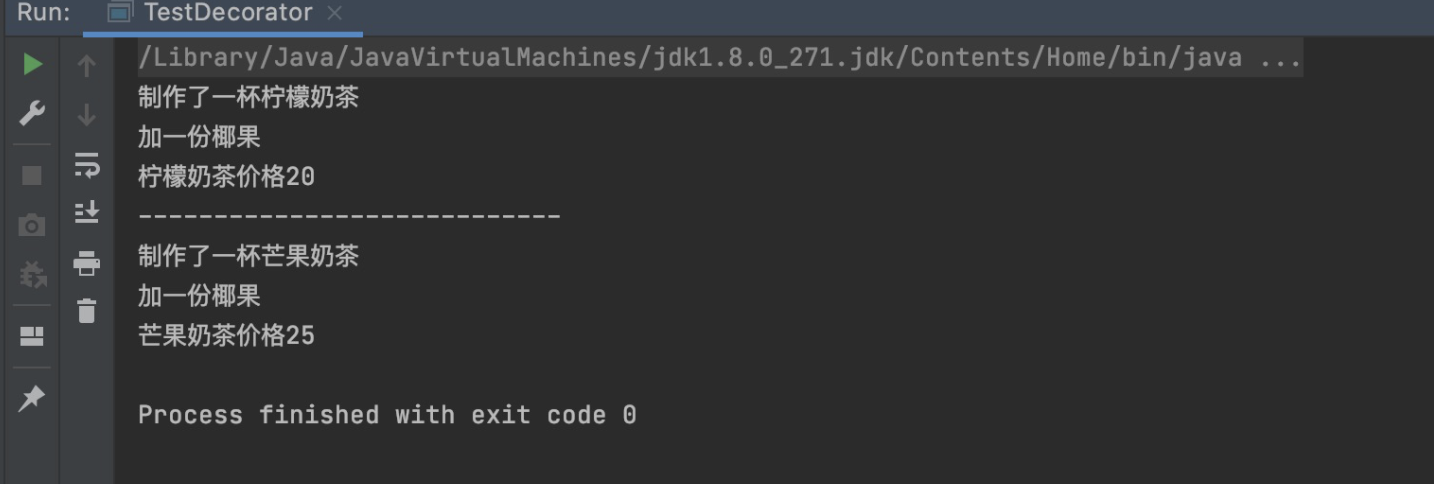 Run: TestDecorator
/Library/Java/JavaVirtualMachines/jdk1.8.0_271.jdk/Contents/Home/bin/java ...
制作了一杯柠檬奶茶
加一份椰果
柠檬奶茶价格20
----------------------------
制作了一杯芒果奶茶
加一份椰果
芒果奶茶价格25
Process finished with exit code 0